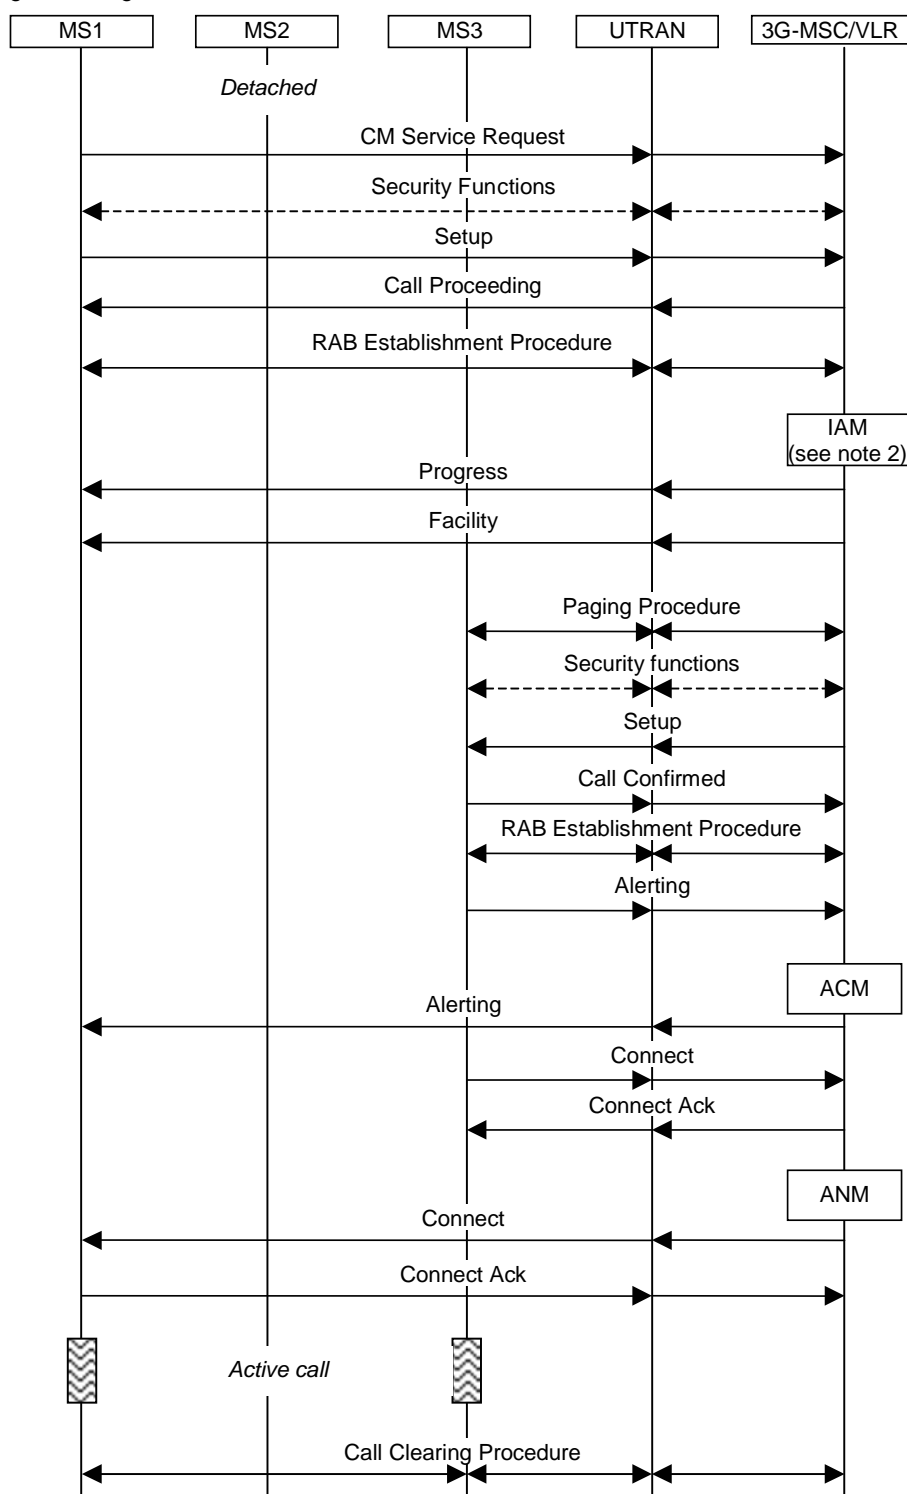 MS1 MS2 MS3 UTRAN 3G-MSC/VLR
Detached
CM Service Request
Security Functions
Setup
Call Proceeding
RAB Establishment Procedure
IAM
(see note 2)
Progress
Facility
Paging Procedure
Security functions
Setup
Call Confirmed
RAB Establishment Procedure
Alerting
ACM
Alerting
Connect
Connect Ack
ANM
Connect
Connect Ack
Active call
Call Clearing Procedure